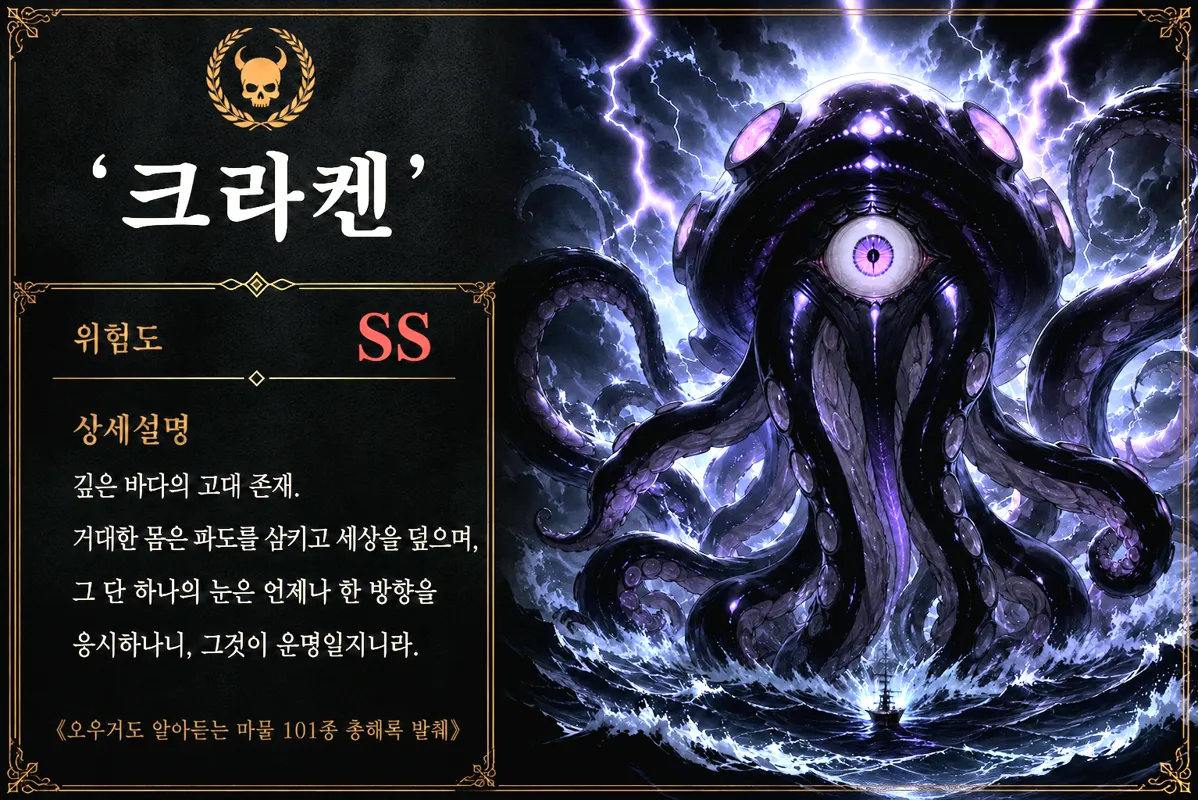 ‘크라켄’
위험도 SS
상세설명
깊은 바다의 고대 존재.
거대한 몸은 파도를 삼키고 세상을 덮으며,
그 단 하나의 눈은 언제나 한 방향을
응시하나니, 그것이 운명일지니라.
《오우거도 알아듣는 마물 101종 총해록 발췌》